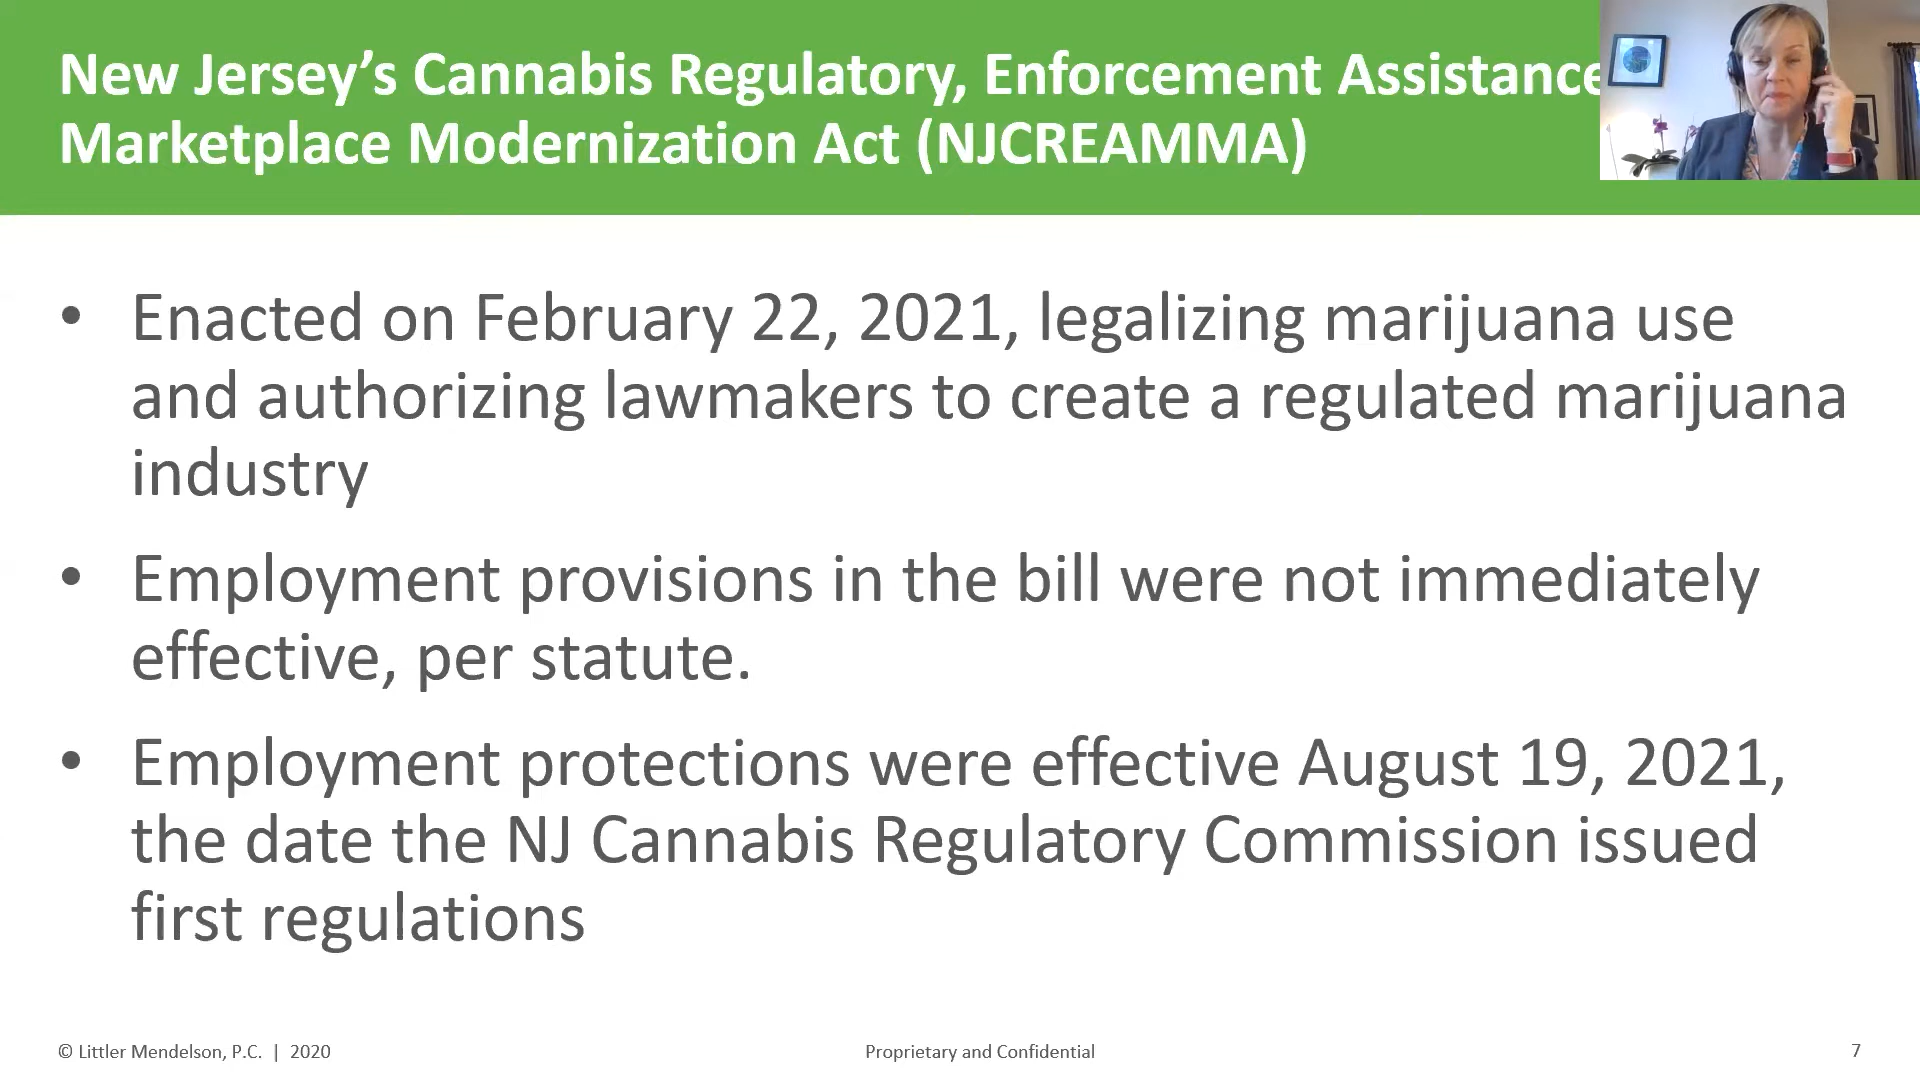 New Jersey’s Cannabis Regulatory, Enforcement Assistance
Marketplace Modernization Act (NJCREAMMA)
• Enacted on February 22, 2021, legalizing marijuana use
and authorizing lawmakers to create a regulated marijuana
industry
• Employment provisions in the bill were not immediately
effective, per statute.
• Employment protections were effective August 19, 2021,
the date the NJ Cannabis Regulatory Commission issued
first regulations
© Littler Mendelson, P.C. | 2020
Proprietary and Confidential
7